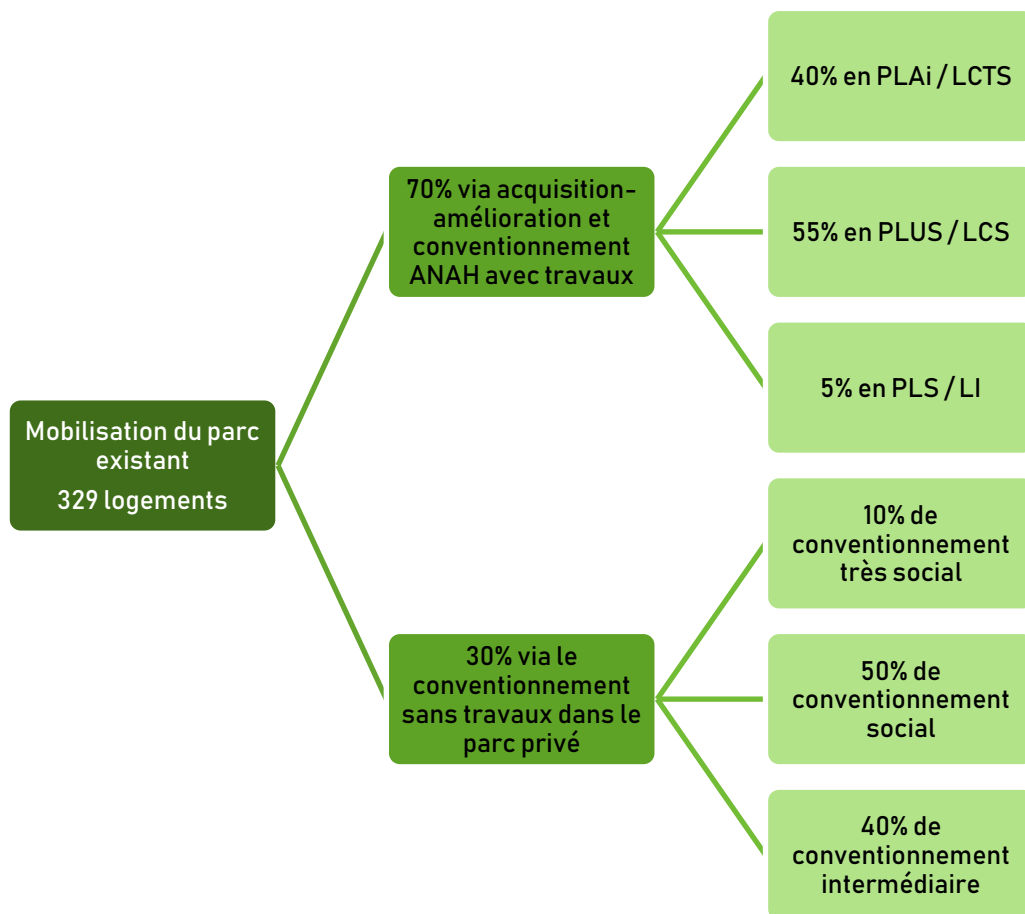 Mobilisation du parc
existant
329 logements
70% via acquisition-
amélioration et
conventionnement
ANAH avec travaux
40% en PLAi / LCTS
55% en PLUS / LCS
5% en PLS / LI
30% via le
conventionnement
sans travaux dans le
parc privé
10% de
conventionnement
très social
50% de
conventionnement
social
40% de
conventionnement
intermédiaire